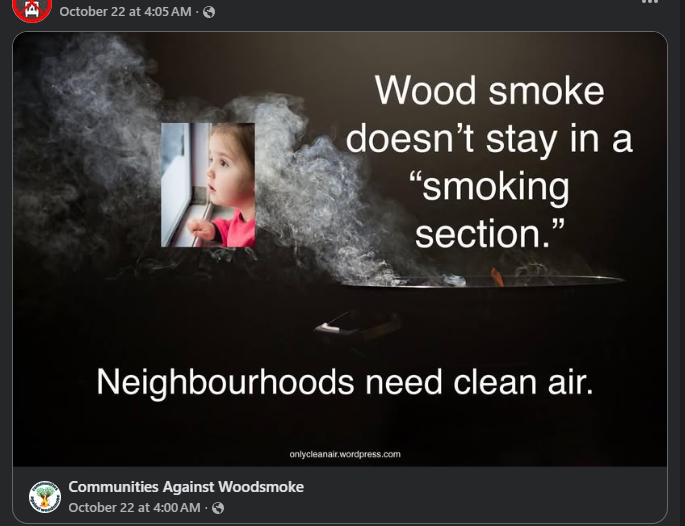 October 22 at 4:05 AM ·
Wood smoke
doesn't stay in a
“smoking
section.”
Neighbourhoods need clean air.
onlycleanair.wordpress.com
Communities Against Woodsmoke
October 22 at 4:00 AM ·